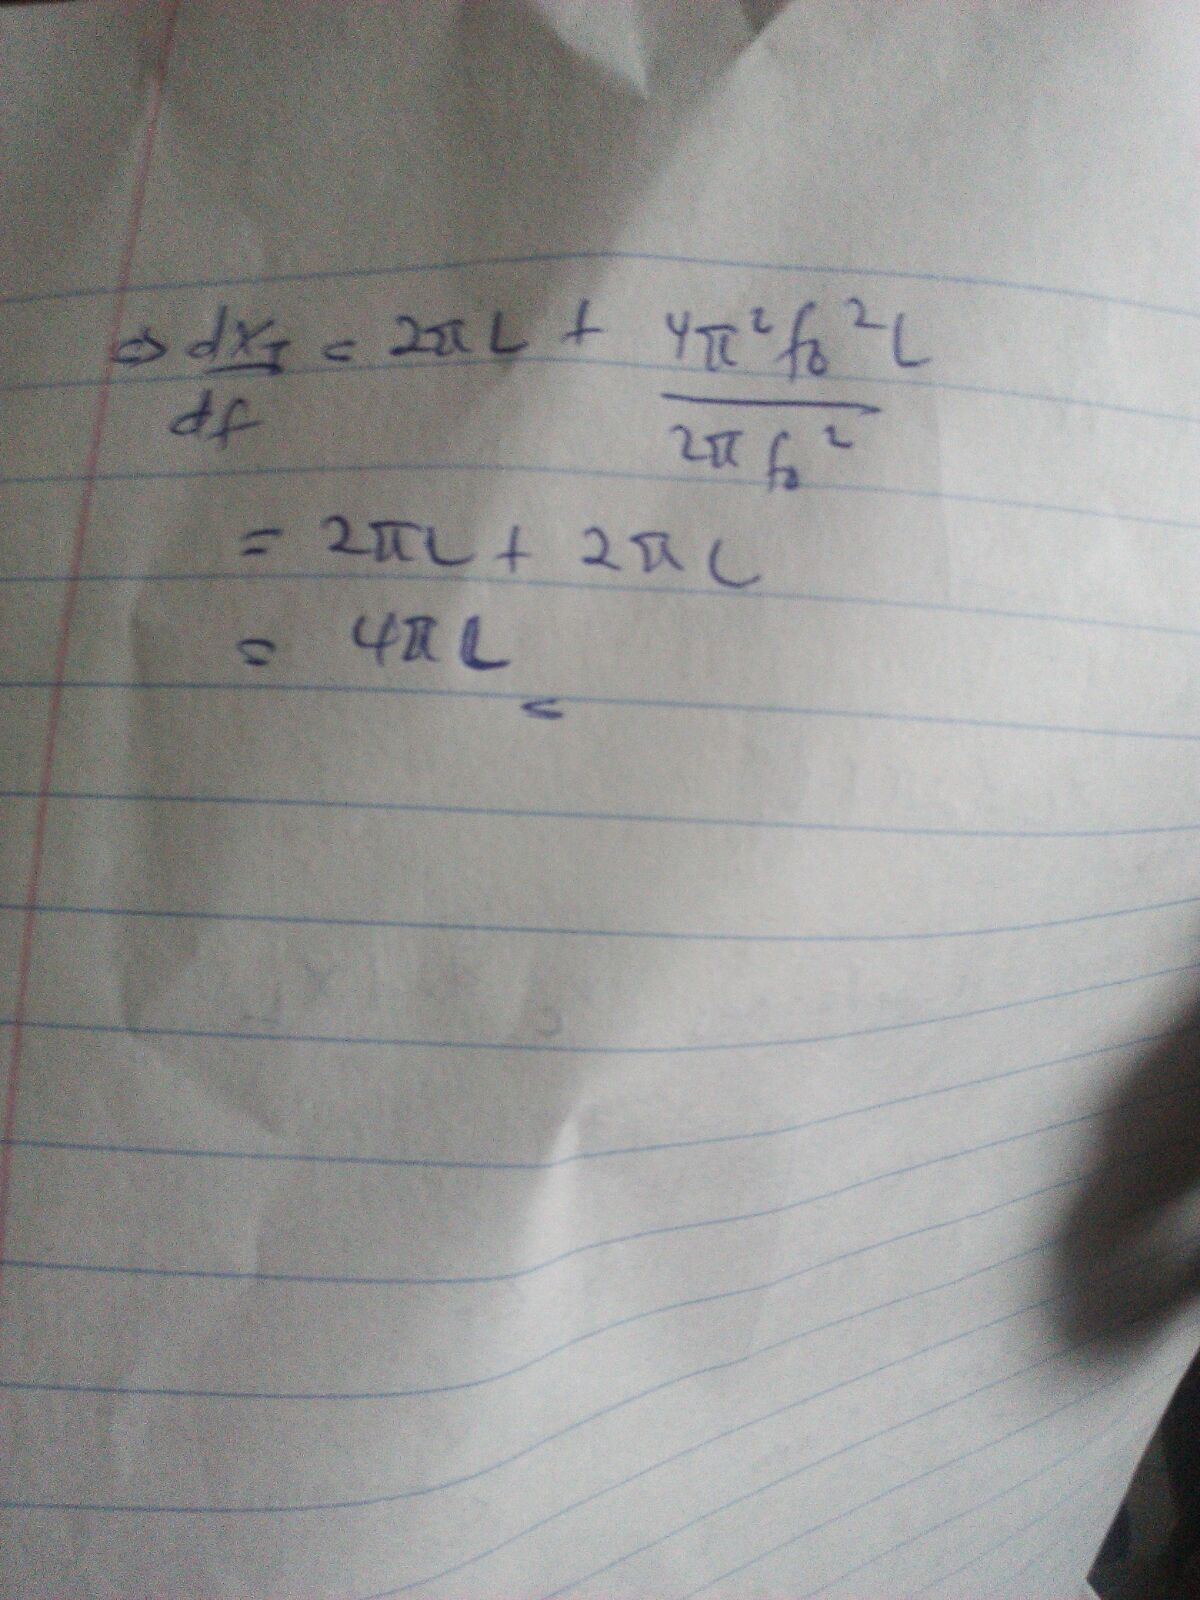 ⇒ dX_T/df = 2πL + 4π²f₀²L / 2πf₀²
= 2πL + 2πL
= 4πL